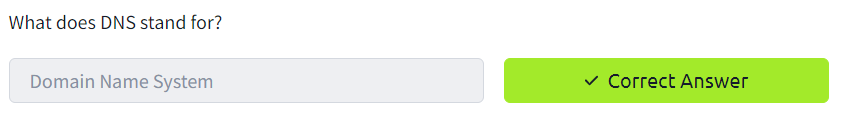 What does DNS stand for?
Domain Name System
✓ Correct Answer